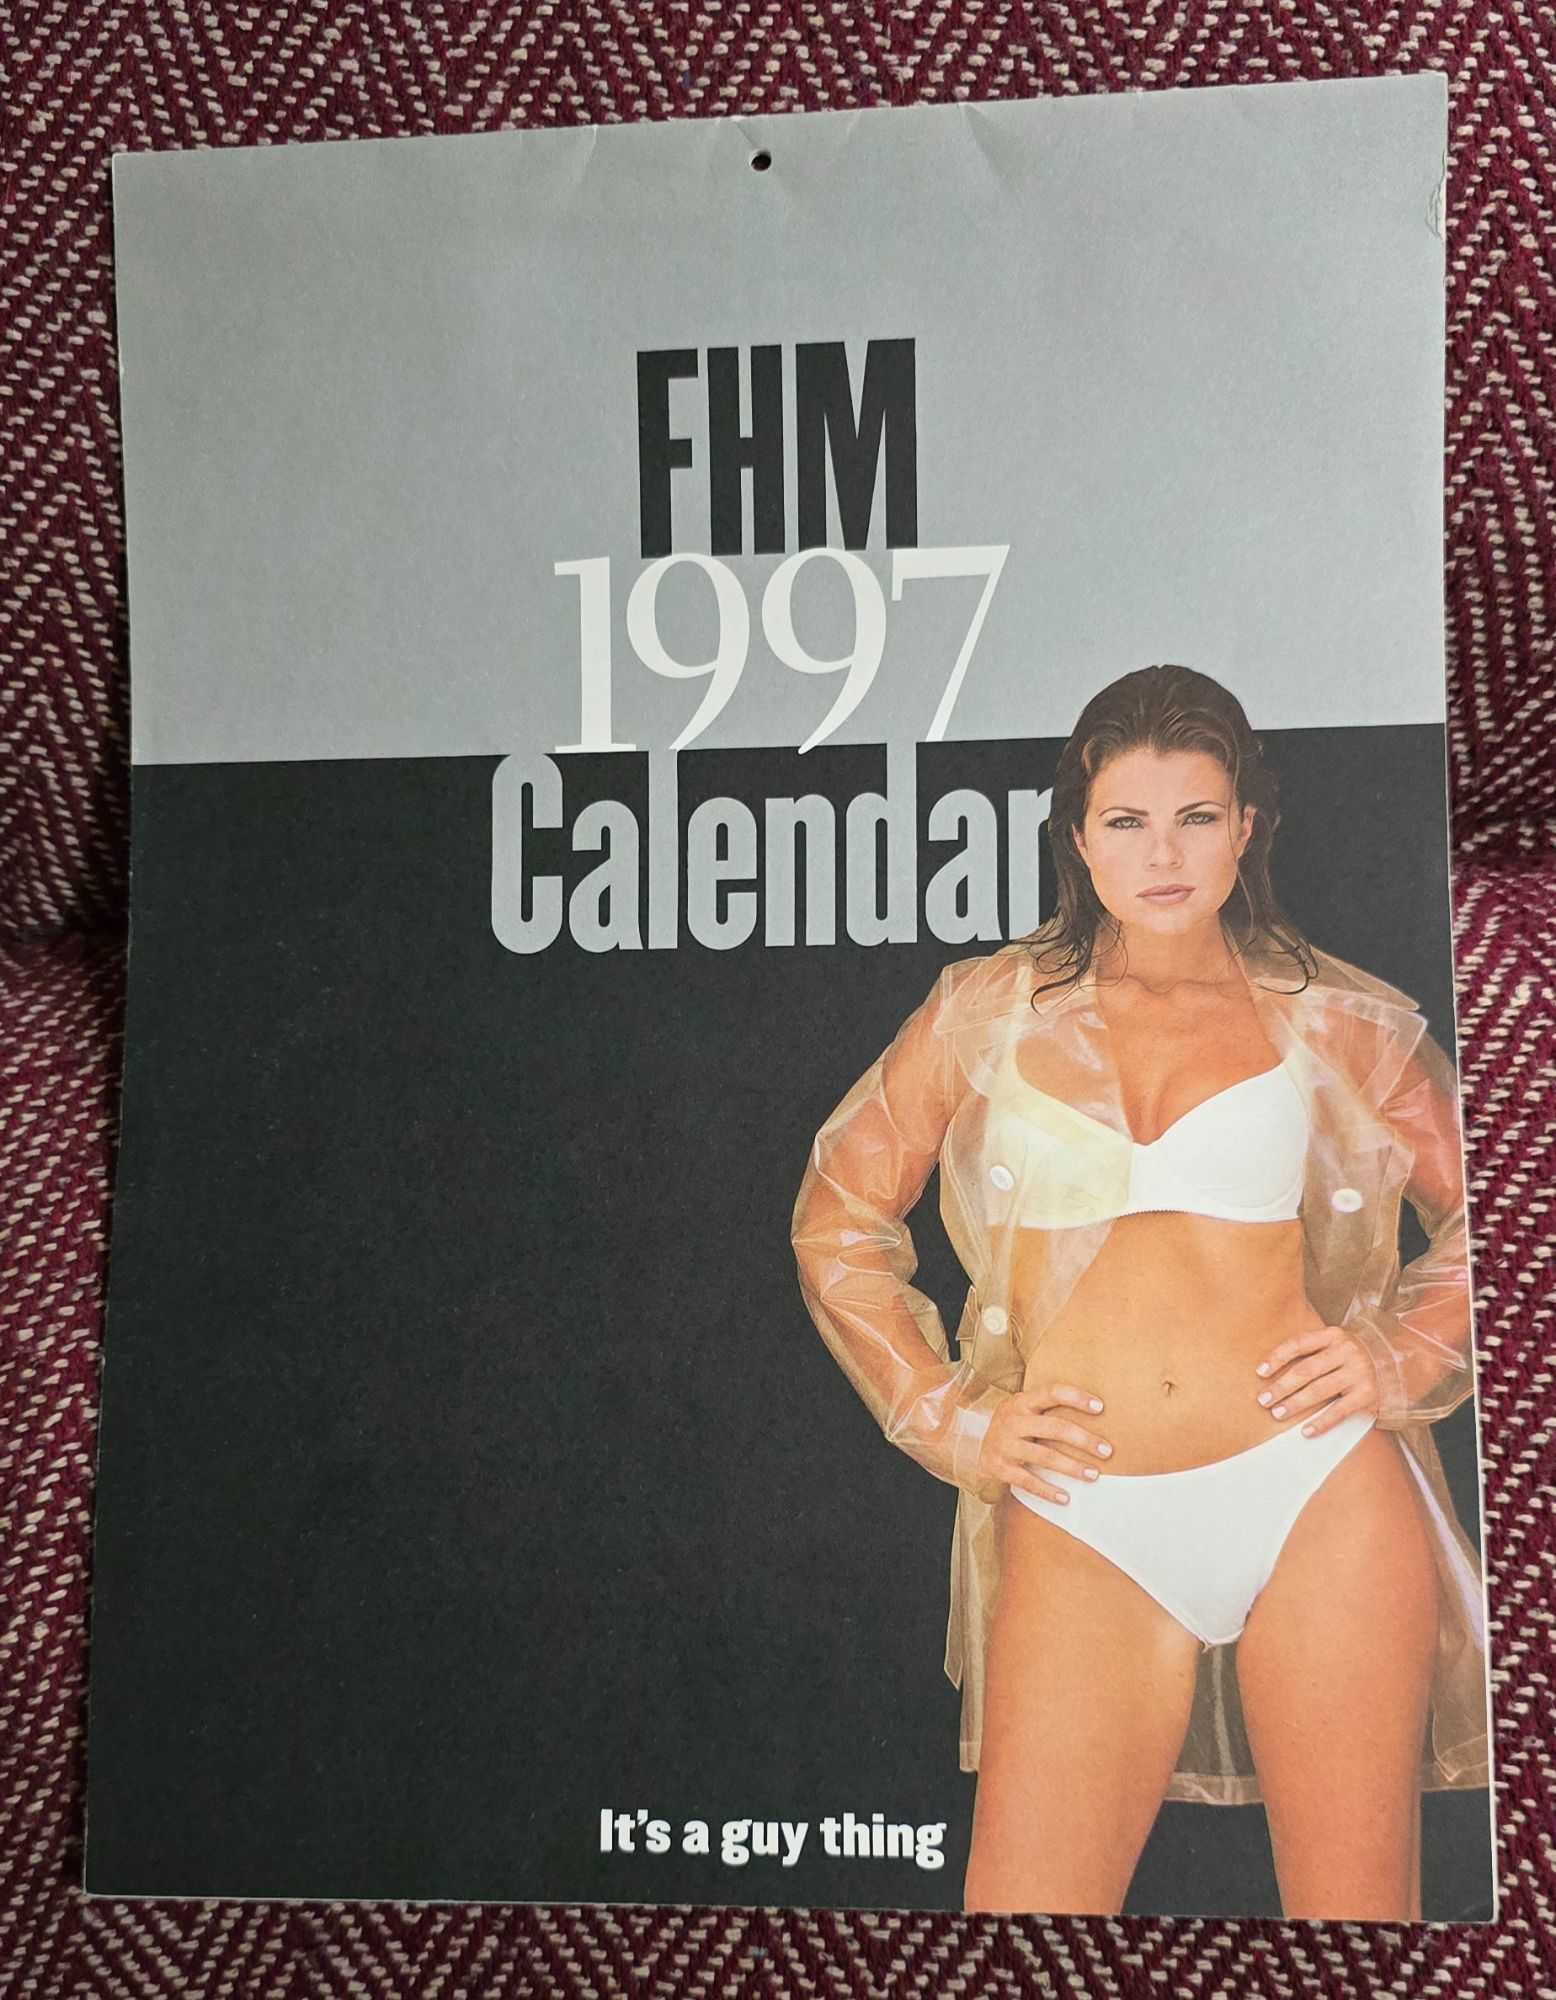 FHM
1997
Calendar
It's a guy thing